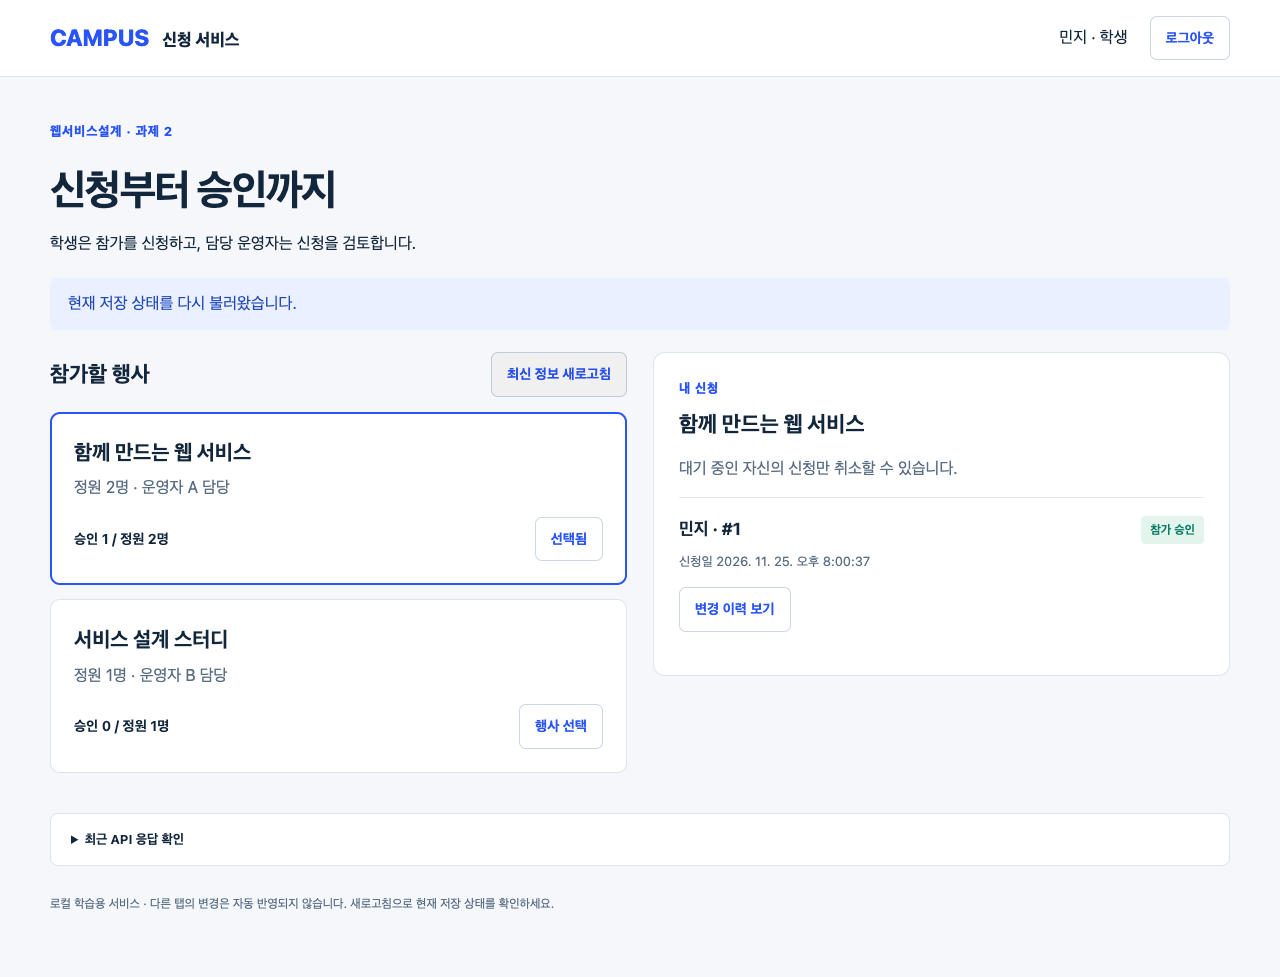 CAMPUS 신청 서비스
민지 · 학생
로그아웃
웹서비스설계 · 과제 2
신청부터 승인까지
학생은 참가를 신청하고, 담당 운영자는 신청을 검토합니다.
현재 저장 상태를 다시 불러왔습니다.
참가할 행사
최신 정보 새로고침
함께 만드는 웹 서비스
정원 2명 · 운영자 A 담당
승인 1 / 정원 2명
선택됨
서비스 설계 스터디
정원 1명 · 운영자 B 담당
승인 0 / 정원 1명
행사 선택
내 신청
함께 만드는 웹 서비스
대기 중인 자신의 신청만 취소할 수 있습니다.
민지 · #1
참가 승인
신청일 2026. 11. 25. 오후 8:00:37
변경 이력 보기
▶ 최근 API 응답 확인
로컬 학습용 서비스 · 다른 탭의 변경은 자동 반영되지 않습니다. 새로고침으로 현재 저장 상태를 확인하세요.